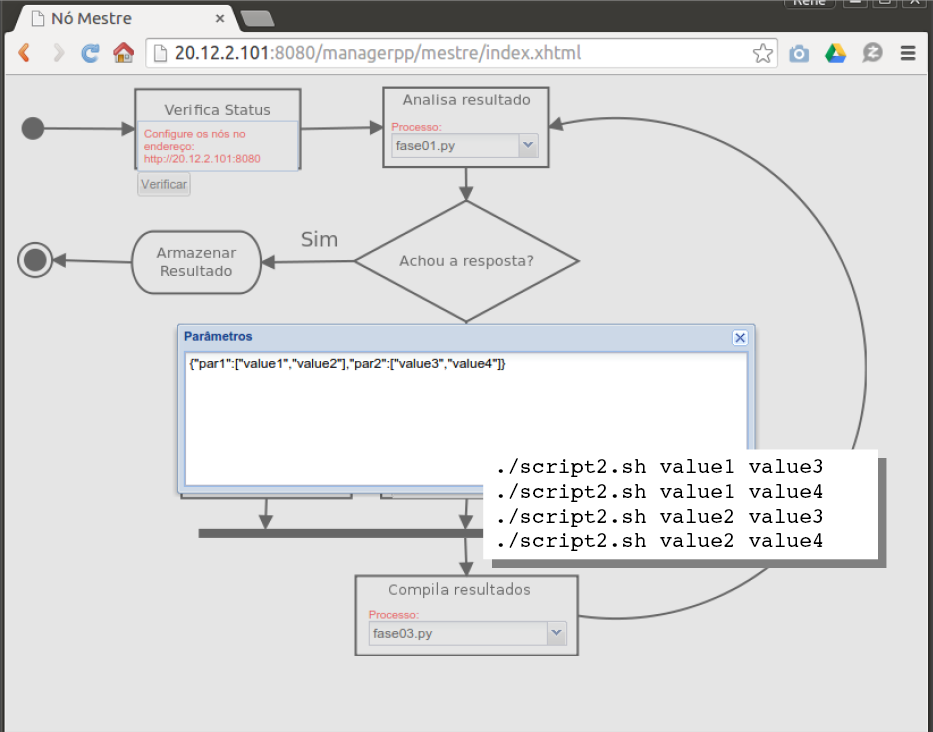 René
Nó Mestre
20.12.2.101:8080/managerpp/mestre/index.xhtml
Verifica Status
Configure os nós no
endereço:
http://20.12.2.101:8080
Verificar
Analisa resultado
Processo:
fase01.py
Sim
Armazenar
Resultado
Achou a resposta?
Parâmetros
{"par1":["value1","value2"],"par2":["value3","value4"]}
./script2.sh value1 value3
./script2.sh value1 value4
./script2.sh value2 value3
./script2.sh value2 value4
Compila resultados
Processo:
fase03.py